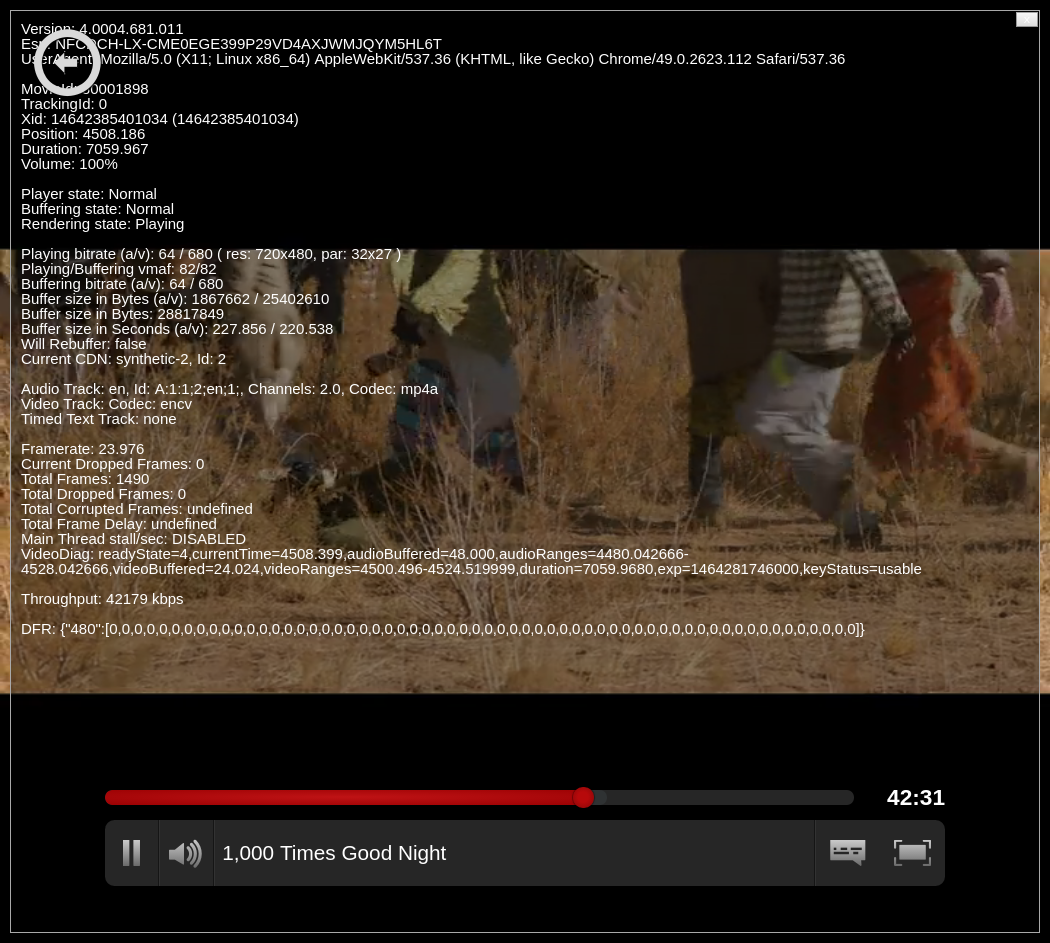 Version: 4.0004.681.011
Esn: NFCDCH-LX-CME0EGE399P29VD4AXJWMJQYM5HL6T
UserAgent: Mozilla/5.0 (X11; Linux x86_64) AppleWebKit/537.36 (KHTML, like Gecko) Chrome/49.0.2623.112 Safari/537.36
MovieId: 80001898
TrackingId: 0
Xid: 14642385401034 (14642385401034)
Position: 4508.186
Duration: 7059.967
Volume: 100%
Player state: Normal
Buffering state: Normal
Rendering state: Playing
Playing bitrate (a/v): 64 / 680 ( res: 720x480, par: 32x27 )
Playing/Buffering vmaf: 82/82
Buffering bitrate (a/v): 64 / 680
Buffer size in Bytes (a/v): 1867662 / 25402610
Buffer size in Bytes: 28817849
Buffer size in Seconds (a/v): 227.856 / 220.538
Will Rebuffer: false
Current CDN: synthetic-2, Id: 2
Audio Track: en, Id: A:1:1;2;en;1;, Channels: 2.0, Codec: mp4a
Video Track: Codec: encv
Timed Text Track: none
Framerate: 23.976
Current Dropped Frames: 0
Total Frames: 1490
Total Dropped Frames: 0
Total Corrupted Frames: undefined
Total Frame Delay: undefined
Main Thread stall/sec: DISABLED
VideoDiag: readyState=4,currentTime=4508.399,audioBuffered=48.000,audioRanges=4480.042666-
4528.042666,videoBuffered=24.024,videoRanges=4500.496-4524.519999,duration=7059.9680,exp=1464281746000,keyStatus=usable
Throughput: 42179 kbps
DFR: {"480":[0,0,0,0,0,0,0,0,0,0,0,0,0,0,0,0,0,0,0,0,0,0,0,0,0,0,0,0,0,0,0,0,0,0,0,0,0,0,0,0,0,0,0,0,0,0,0,0,0,0,0,0,0,0,0,0,0,0,0,0]}
42:31
1,000 Times Good Night